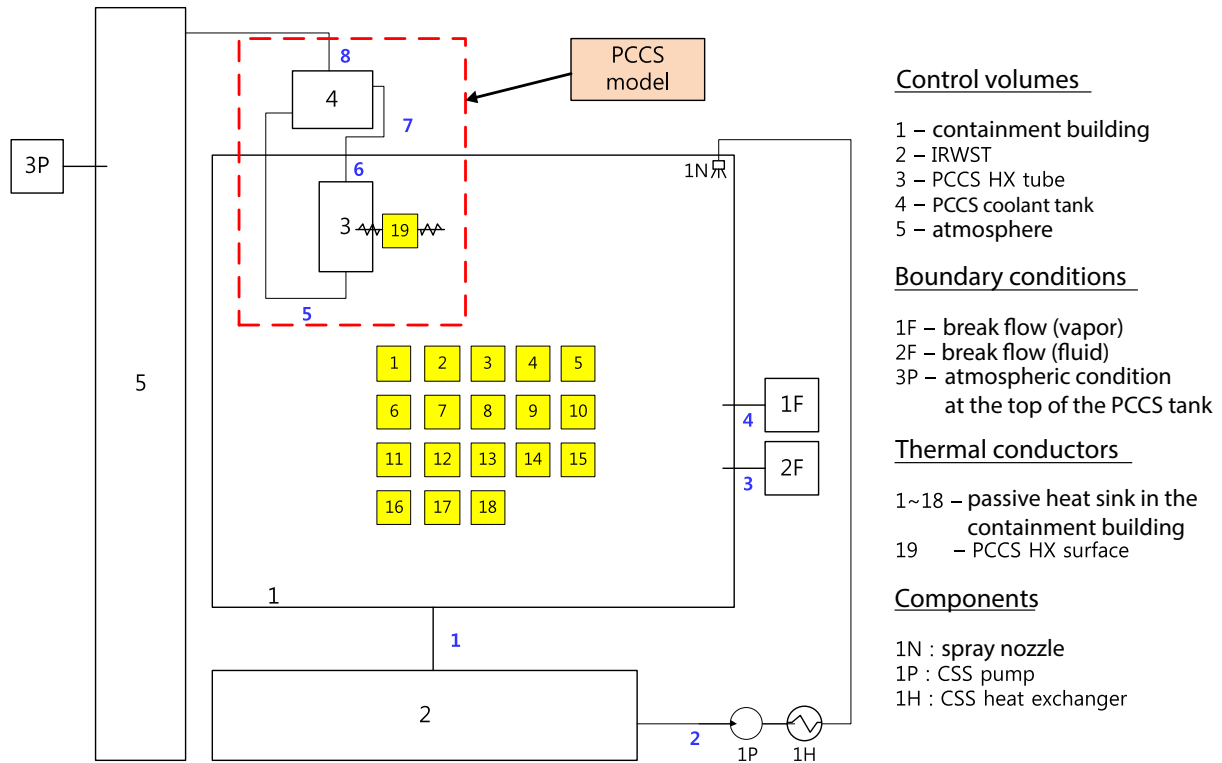 8
PCCS
model
4
7
3P
6
1N
3
19
5
5
1 2 3 4 5
6 7 8 9 10
11 12 13 14 15
16 17 18
4
1F
3
2F
1
1
2
2
1P
1H
Control volumes
1 – containment building
2 – IRWST
3 – PCCS HX tube
4 – PCCS coolant tank
5 – atmosphere
Boundary conditions
1F – break flow (vapor)
2F – break flow (fluid)
3P – atmospheric condition
at the top of the PCCS tank
Thermal conductors
1~18 – passive heat sink in the
containment building
19 – PCCS HX surface
Components
1N : spray nozzle
1P : CSS pump
1H : CSS heat exchanger